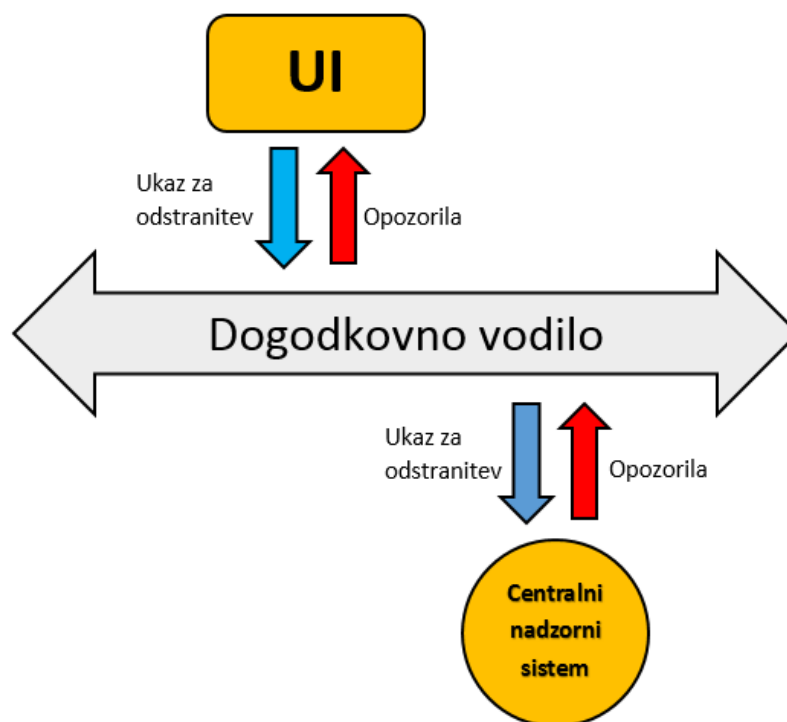 UI
Ukaz za
odstranitev
Opozorila
Dogodkovno vodilo
Ukaz za
odstranitev
Opozorila
Centralni
nadzorni
sistem